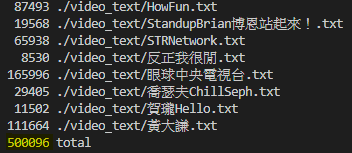 87493 ./video_text/HowFun.txt
19568 ./video_text/StandupBrian博恩站起來！.txt
65938 ./video_text/STRNetwork.txt
8530 ./video_text/反正我很閒.txt
165996 ./video_text/眼球中央電視台.txt
29405 ./video_text/喬瑟夫ChillSeph.txt
11502 ./video_text/賀瓏Hello.txt
111664 ./video_text/黃大謙.txt
500096 total